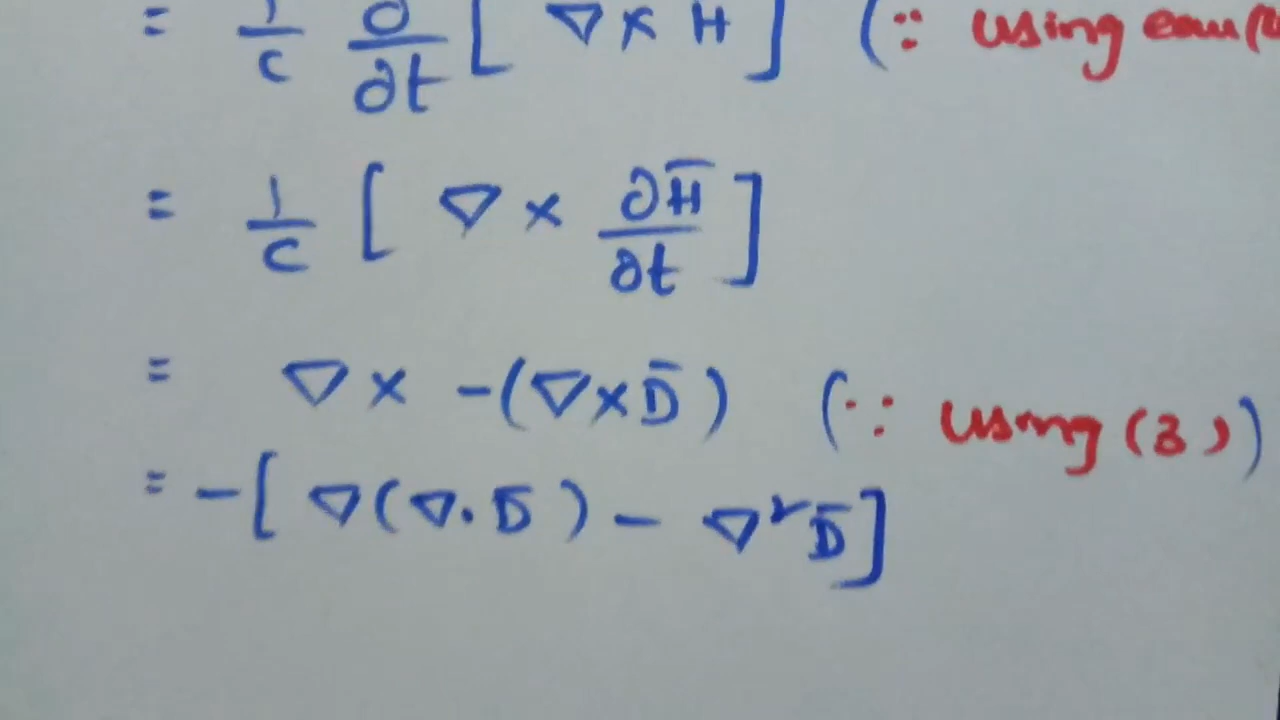 = 1/c ∂/∂t [ ∇ × H ] (∵ using
= 1/c [ ∇ × ∂H̄/∂t ]
= ∇ × -(∇×D̄) (∵ using (3))
= -[ ∇(∇.D̄) - ∇²D̄]